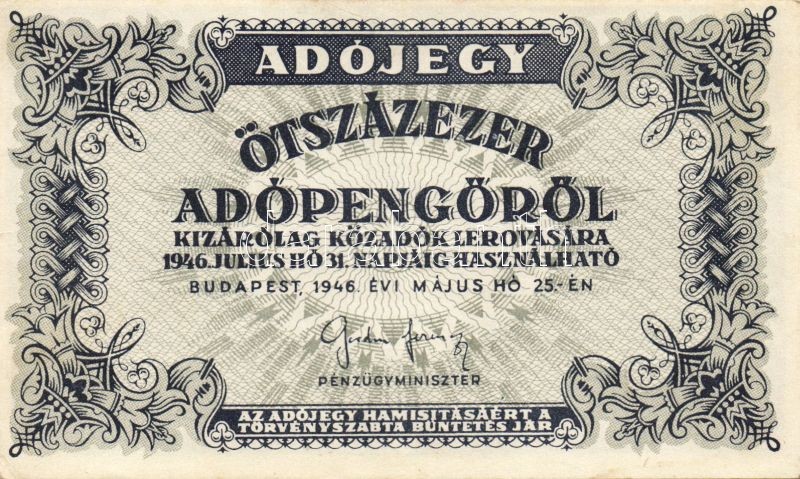 ADÓJEGY
ÖTSZÁZEZER
ADÓPENGŐRŐL
KIZÁRÓLAG KÖZADÓK LEROVÁSÁRA
1946. JULIUS HÓ 31. NAPJÁIG HASZNÁLHATÓ
BUDAPEST, 1946. ÉVI MÁJUS HÓ 25.-ÉN
PÉNZÜGYMINISZTER
AZ ADÓJEGY HAMISITÁSÁÉRT A
TÖRVÉNYSZABTA BÜNTETÉS JÁR